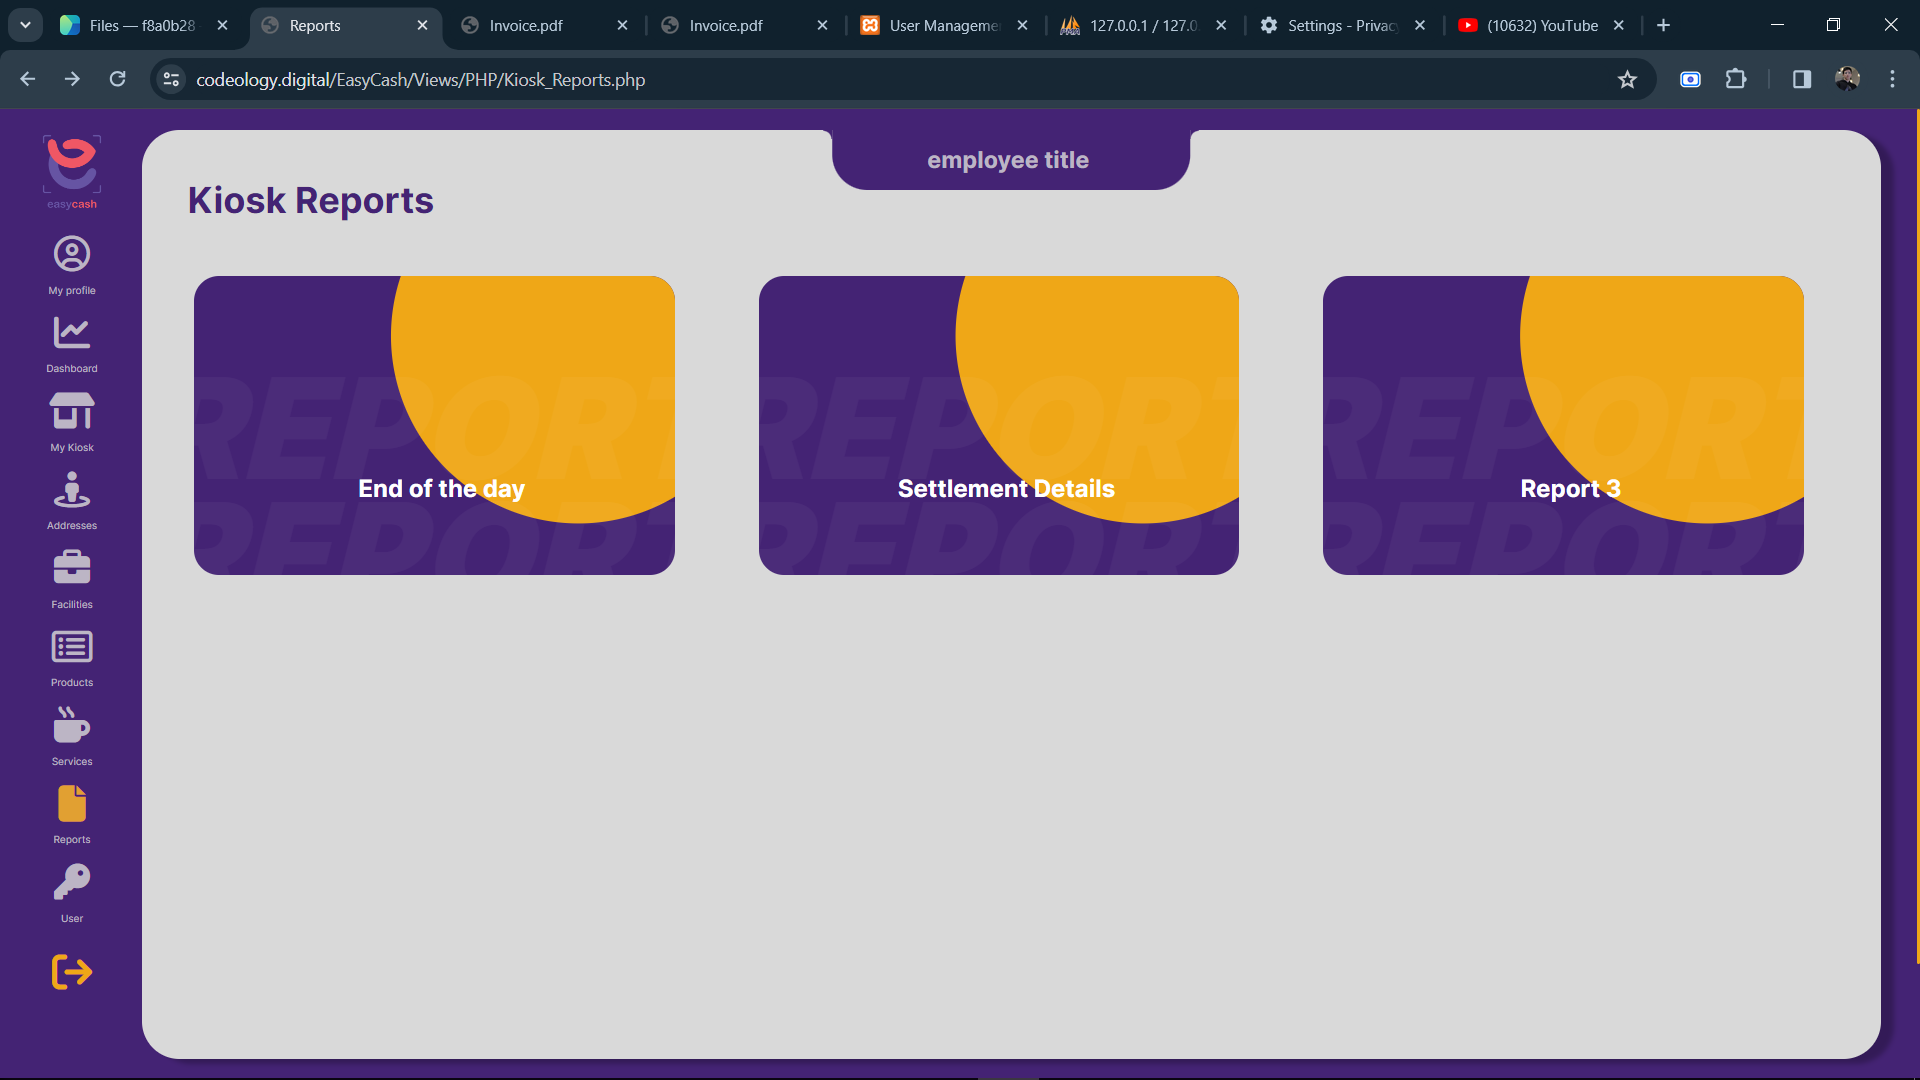 Files — f8a0b28
Reports
Invoice.pdf
Invoice.pdf
User Manageme
127.0.0.1 / 127.0
Settings - Privac
(10632) YouTube
codeology.digital/EasyCash/Views/PHP/Kiosk_Reports.php
easycash
My profile
Dashboard
My Kiosk
Addresses
Facilities
Products
Services
Reports
User
employee title
Kiosk Reports
REPORT
End of the day
REPORT
REPORT
Settlement Details
REPORT
REPORT
Report 3
REPORT